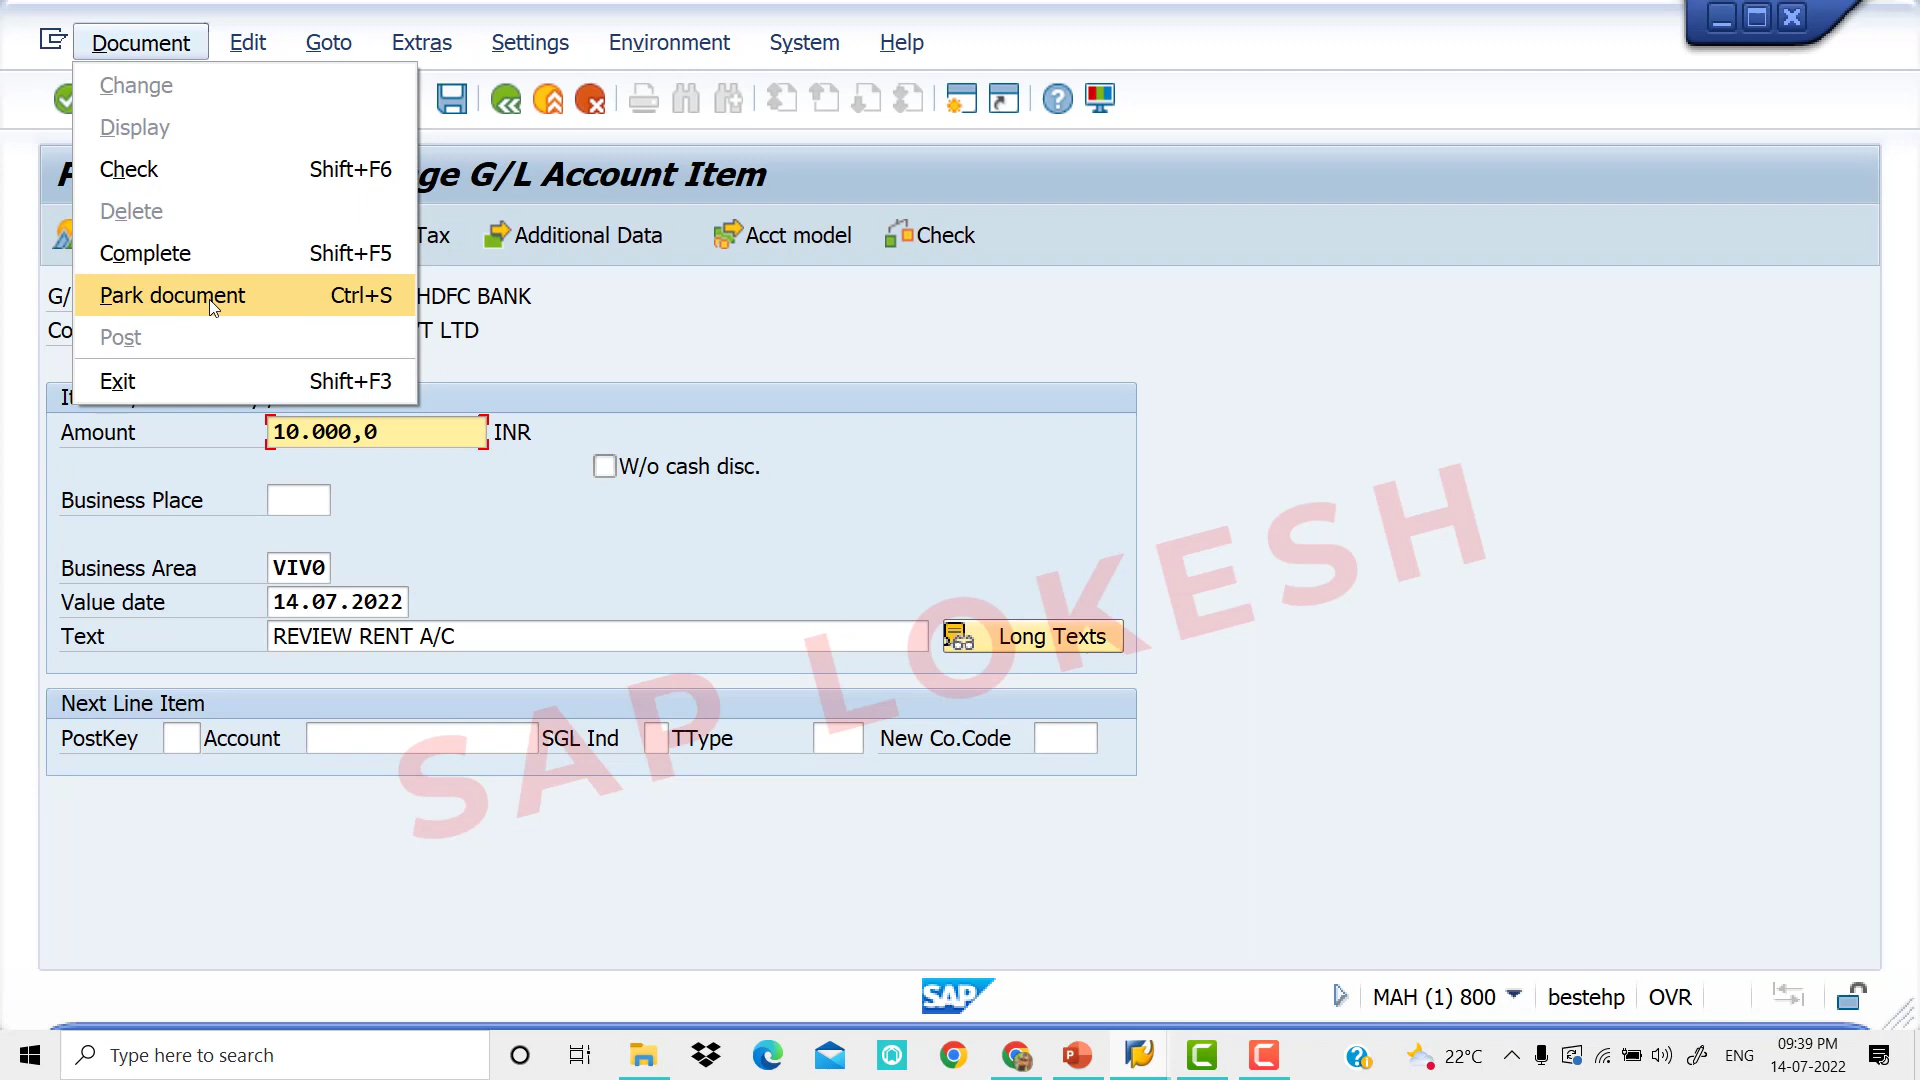 Document Edit Goto Extras Settings Environment System Help
Change
Display
Check Shift+F6
Delete
Complete Shift+F5
Park document Ctrl+S
Post
Exit Shift+F3
ge G/L Account Item
Tax Additional Data Acct model Check
G/ HDFC BANK
Co T LTD
Amount 10.000,0 INR
W/o cash disc.
Business Place
Business Area VIV0
Value date 14.07.2022
Text REVIEW RENT A/C Long Texts
Next Line Item
PostKey Account SGL Ind TType New Co.Code
SAP LOKESH
SAP MAH (1) 800 bestehp OVR
Type here to search 22°C ENG 09:39 PM
14-07-2022